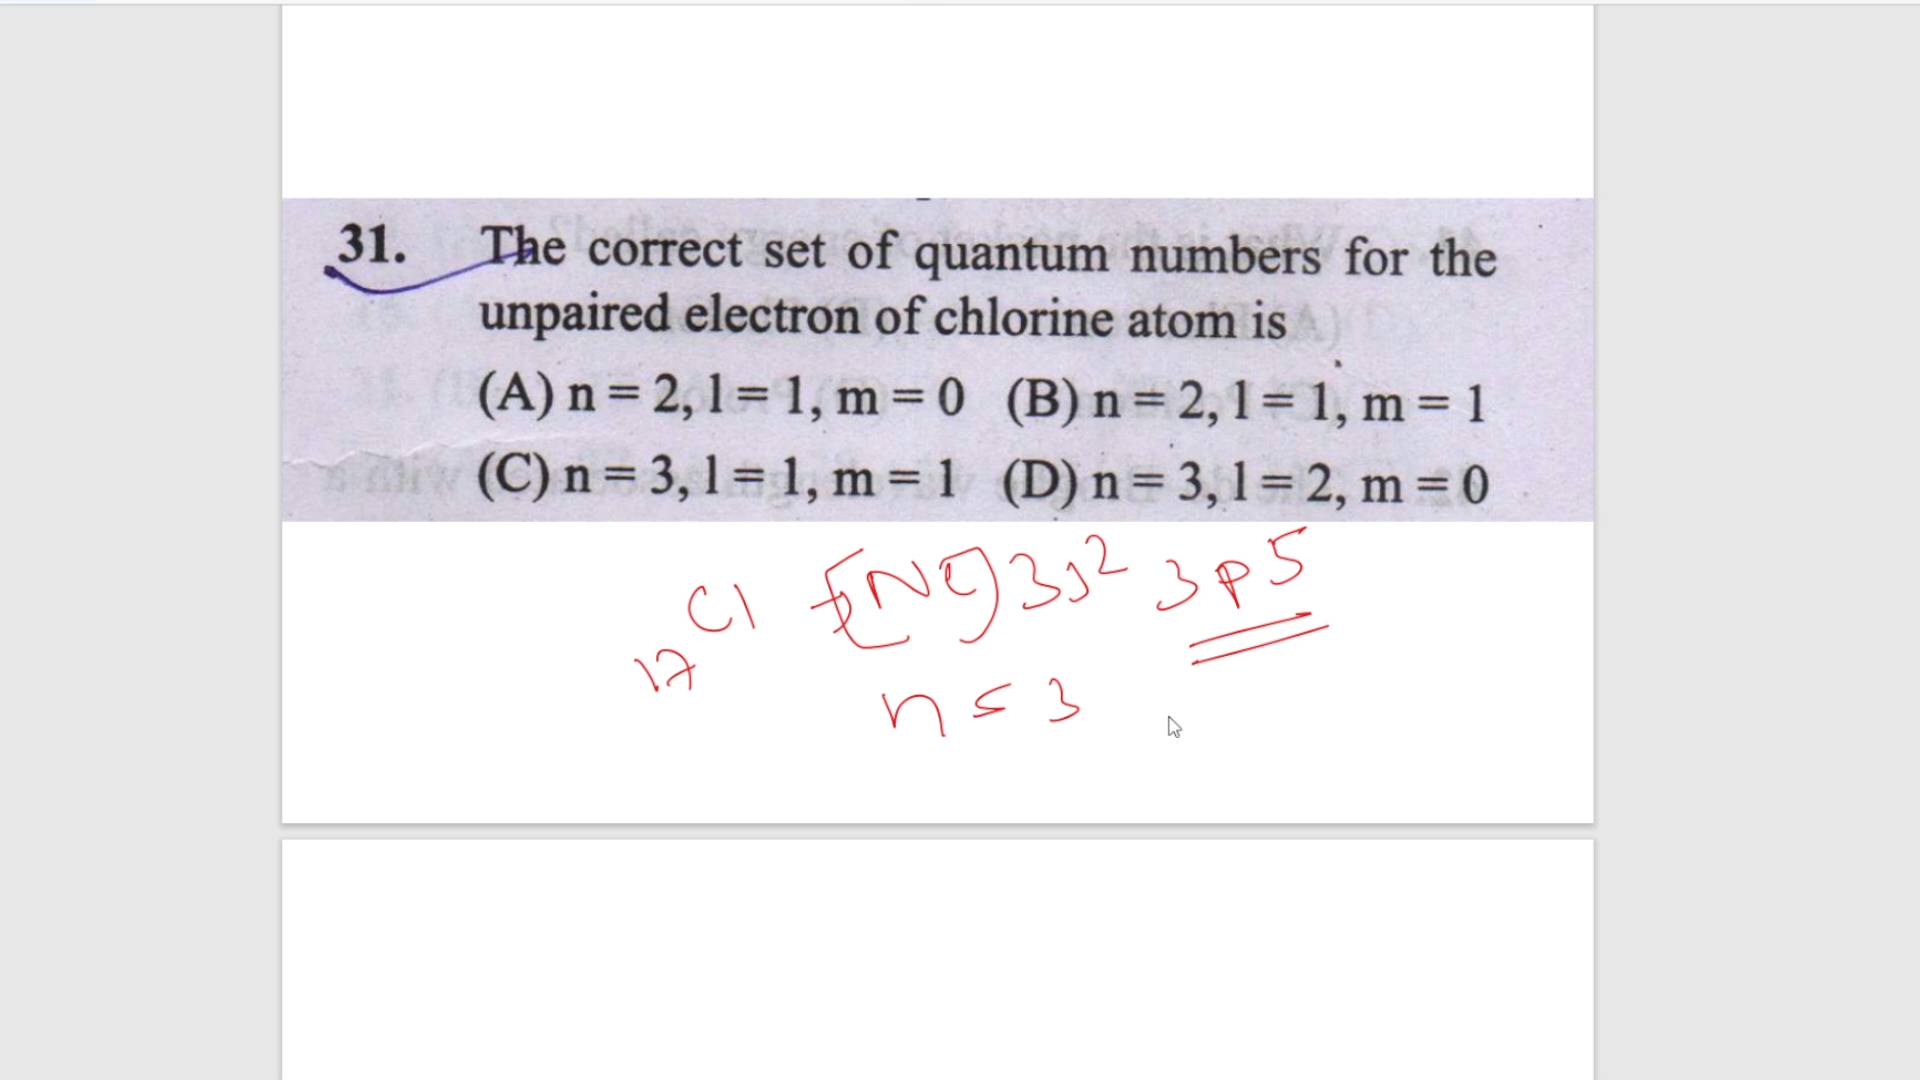 31. The correct set of quantum numbers for the
unpaired electron of chlorine atom is
(A) n = 2, l = 1, m = 0 (B) n = 2, l = 1, m = 1
(C) n = 3, l = 1, m = 1 (D) n = 3, l = 2, m = 0
17Cl [Ne] 3s² 3p5
n = 3